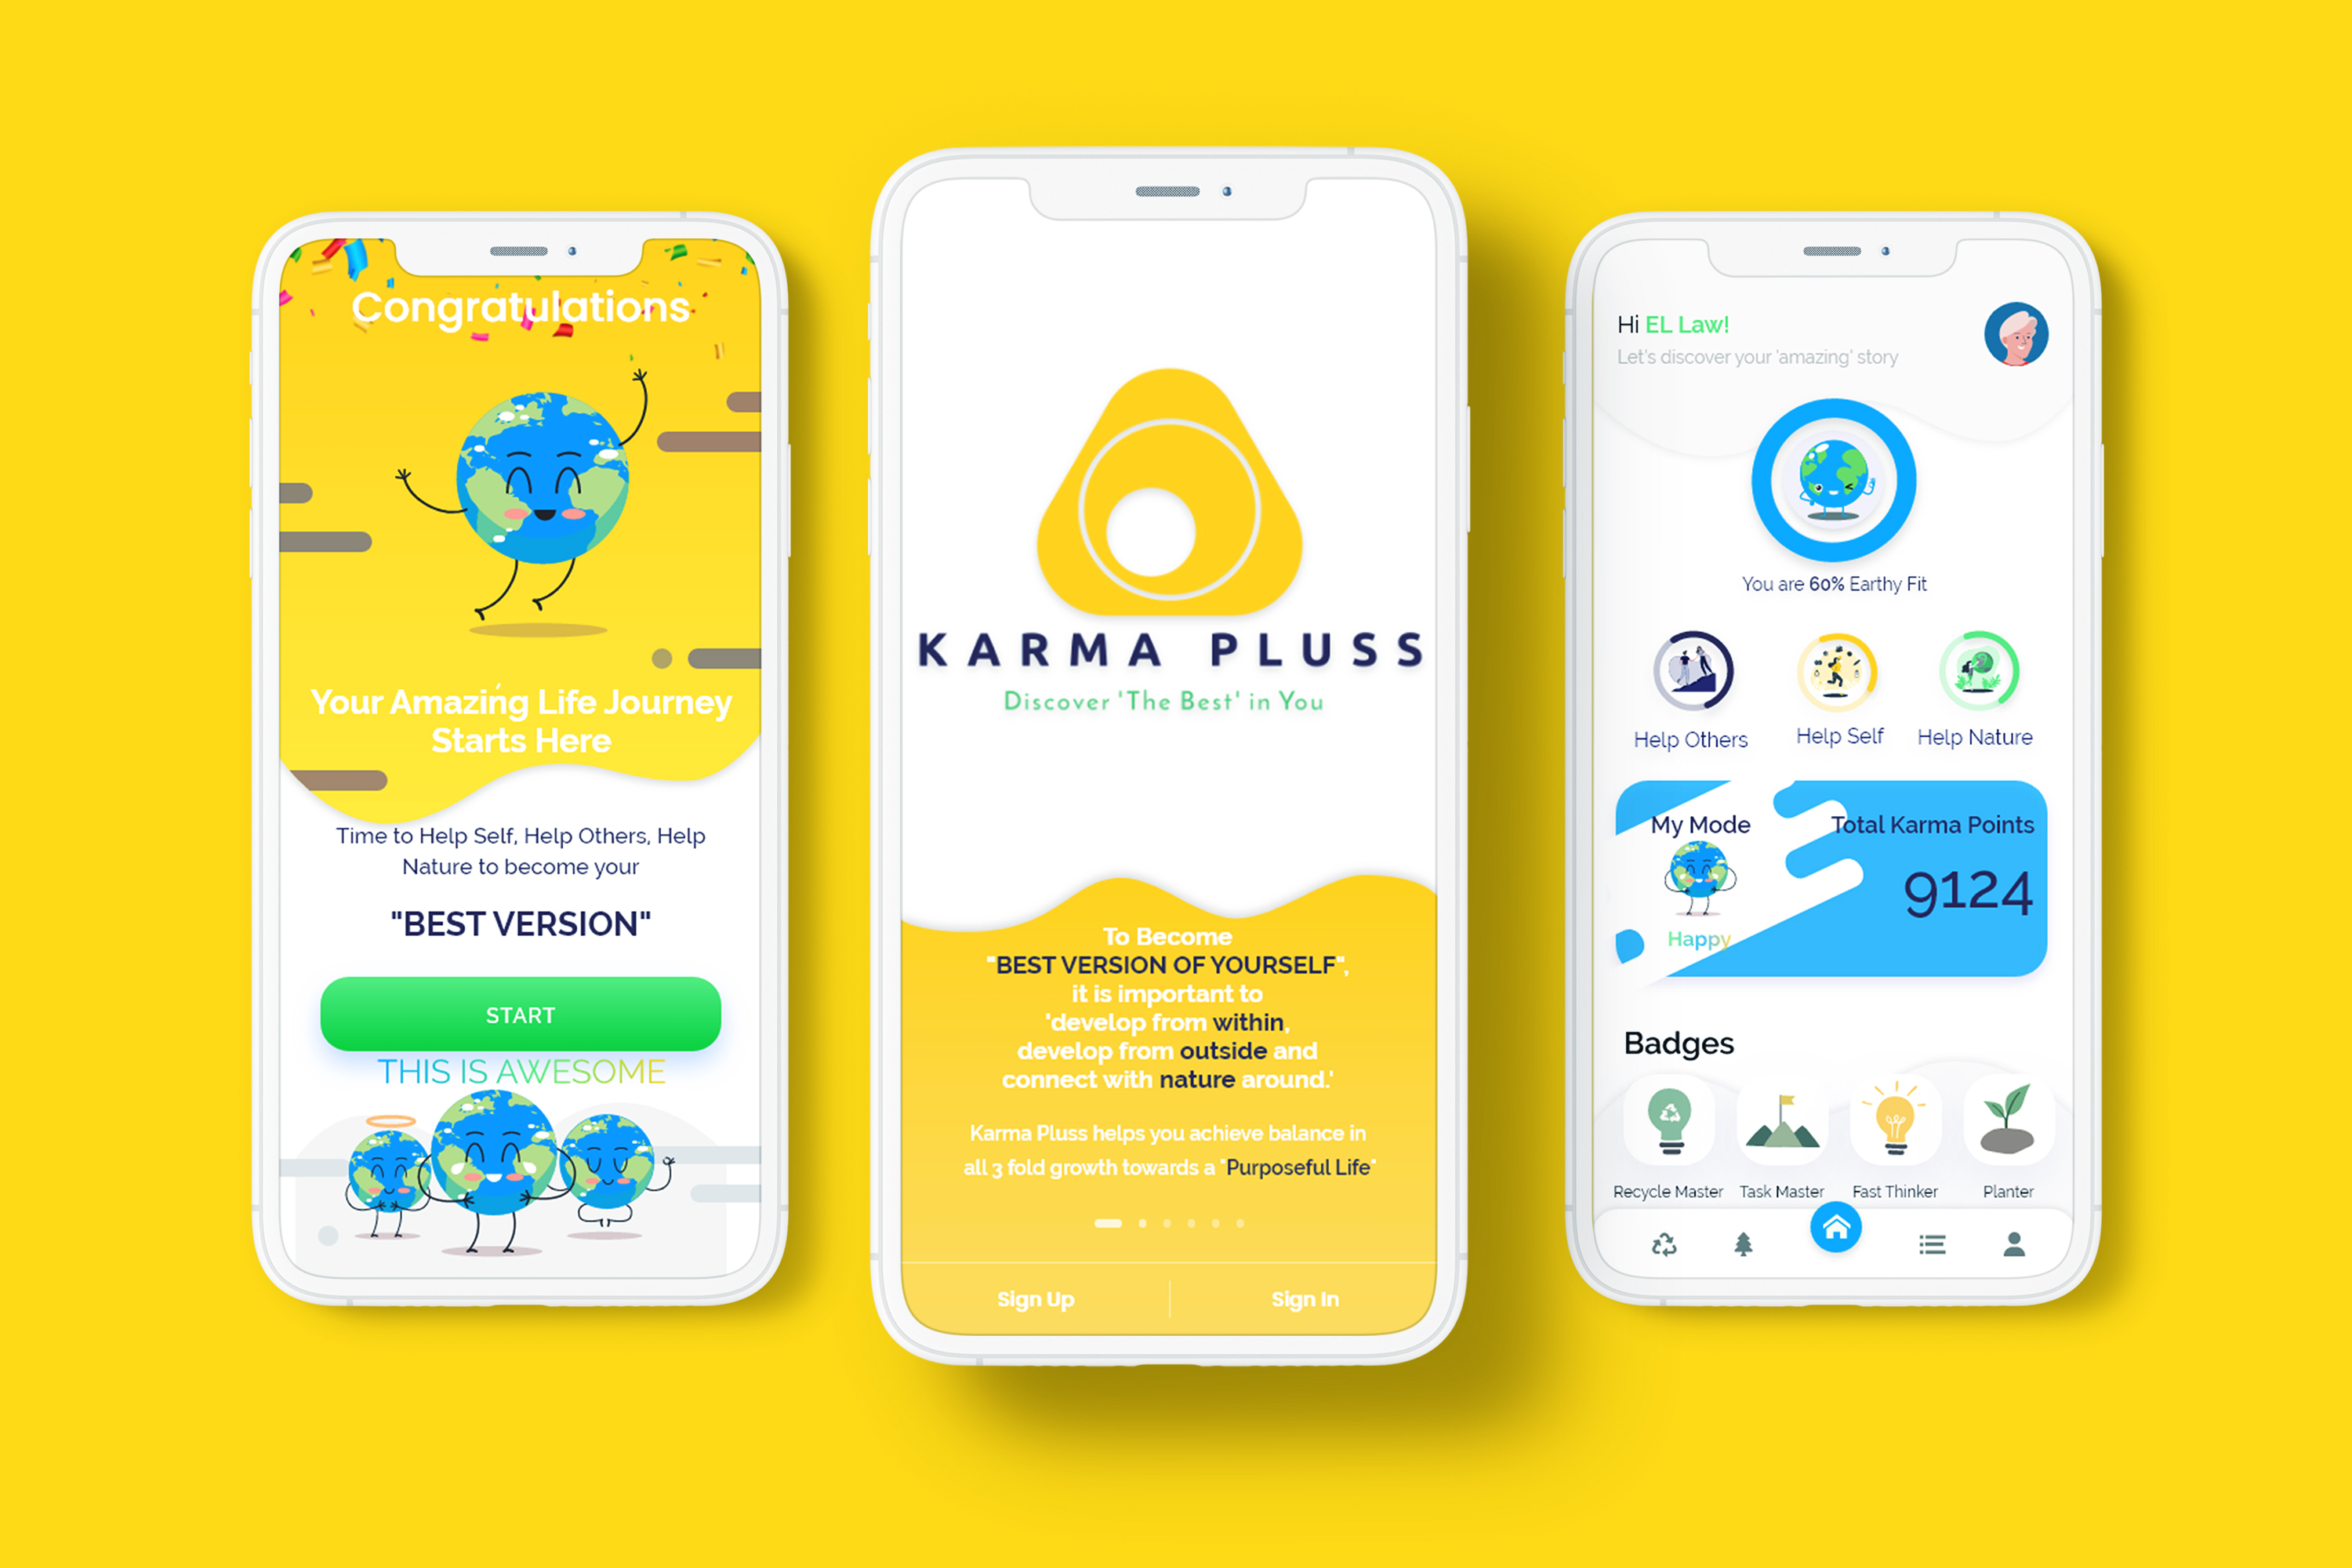 Congratulations
Your Amazing Life Journey
Starts Here
Time to Help Self, Help Others, Help
Nature to become your
"BEST VERSION"
START
THIS IS AWESOME
KARMA PLUSS
Discover 'The Best' in You
To Become
"BEST VERSION OF YOURSELF",
it is important to
'develop from within,
develop from outside and
connect with nature around.'
Karma Pluss helps you achieve balance in
all 3 fold growth towards a "Purposeful Life"
Sign Up
Sign In
Hi EL Law!
Let's discover your 'amazing' story
You are 60% Earthy Fit
Help Others
Help Self
Help Nature
My Mode
Happy
Total Karma Points
9124
Badges
Recycle Master
Task Master
Fast Thinker
Planter